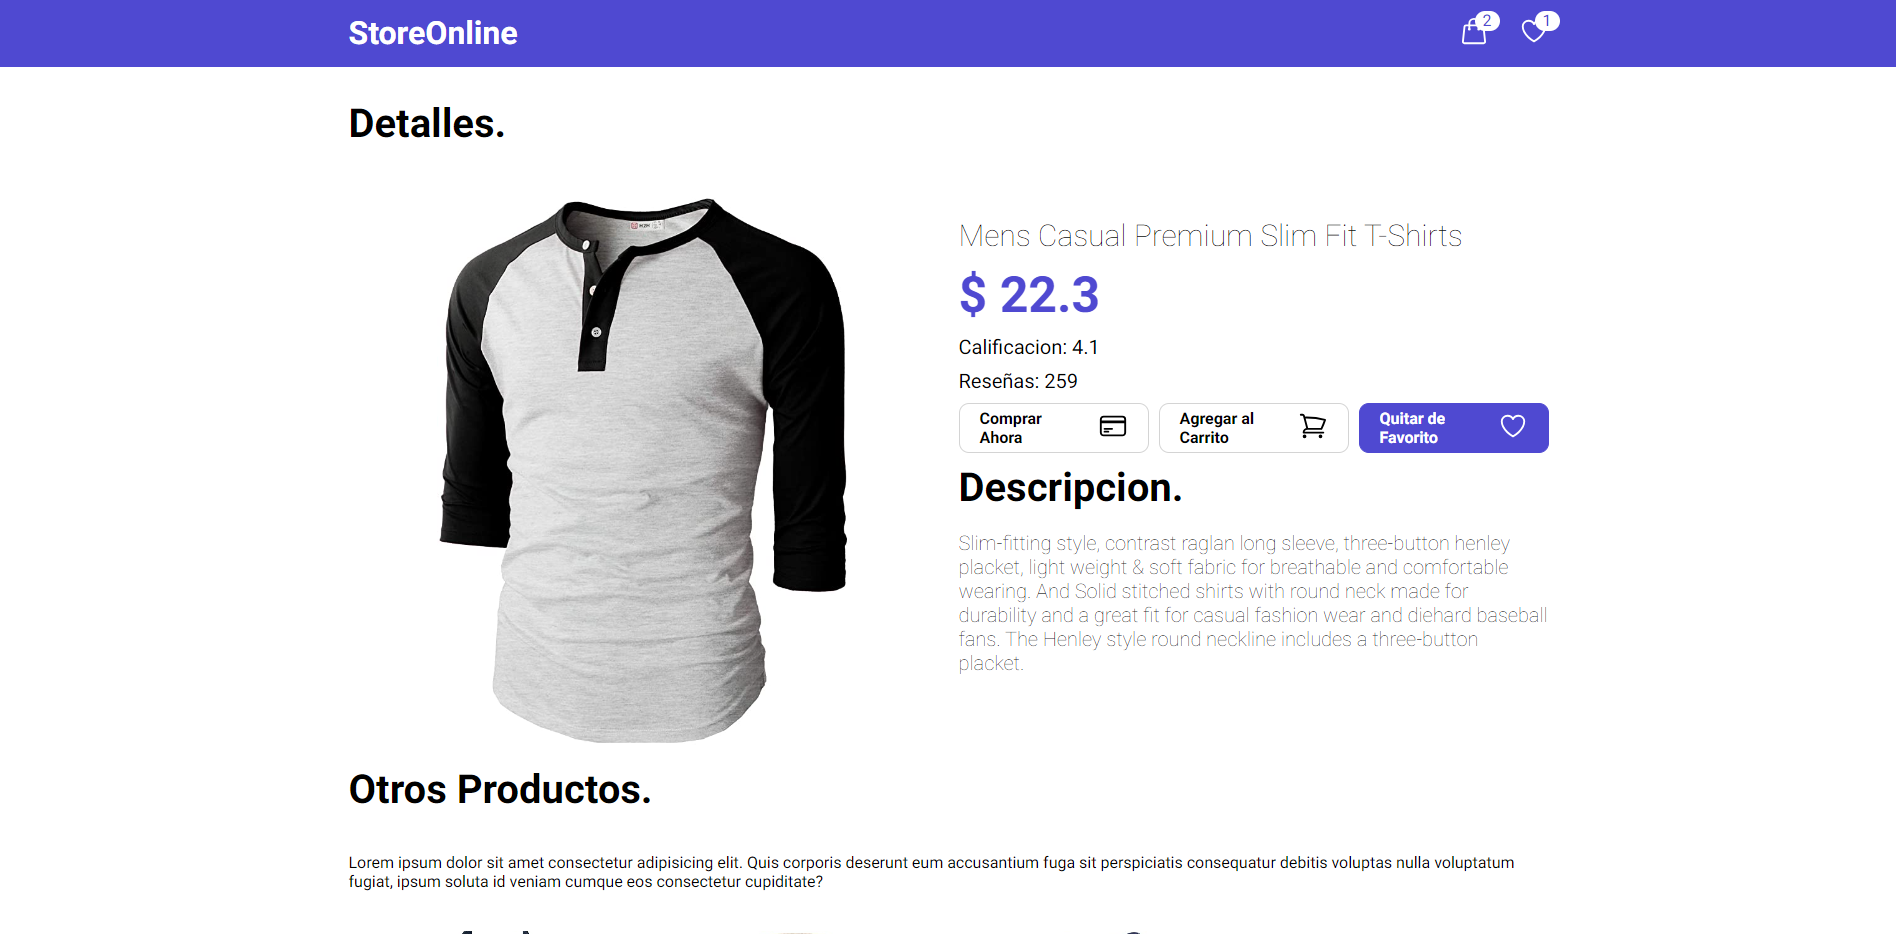 StoreOnline
2
1
Detalles.
Mens Casual Premium Slim Fit T-Shirts
$ 22.3
Calificacion: 4.1
Reseñas: 259
Comprar
Ahora
Agregar al
Carrito
Quitar de
Favorito
Descripcion.
Slim-fitting style, contrast raglan long sleeve, three-button henley
placket, light weight & soft fabric for breathable and comfortable
wearing. And Solid stitched shirts with round neck made for
durability and a great fit for casual fashion wear and diehard baseball
fans. The Henley style round neckline includes a three-button
placket.
Otros Productos.
Lorem ipsum dolor sit amet consectetur adipisicing elit. Quis corporis deserunt eum accusantium fuga sit perspiciatis consequatur debitis voluptas nulla voluptatum
fugiat, ipsum soluta id veniam cumque eos consectetur cupiditate?